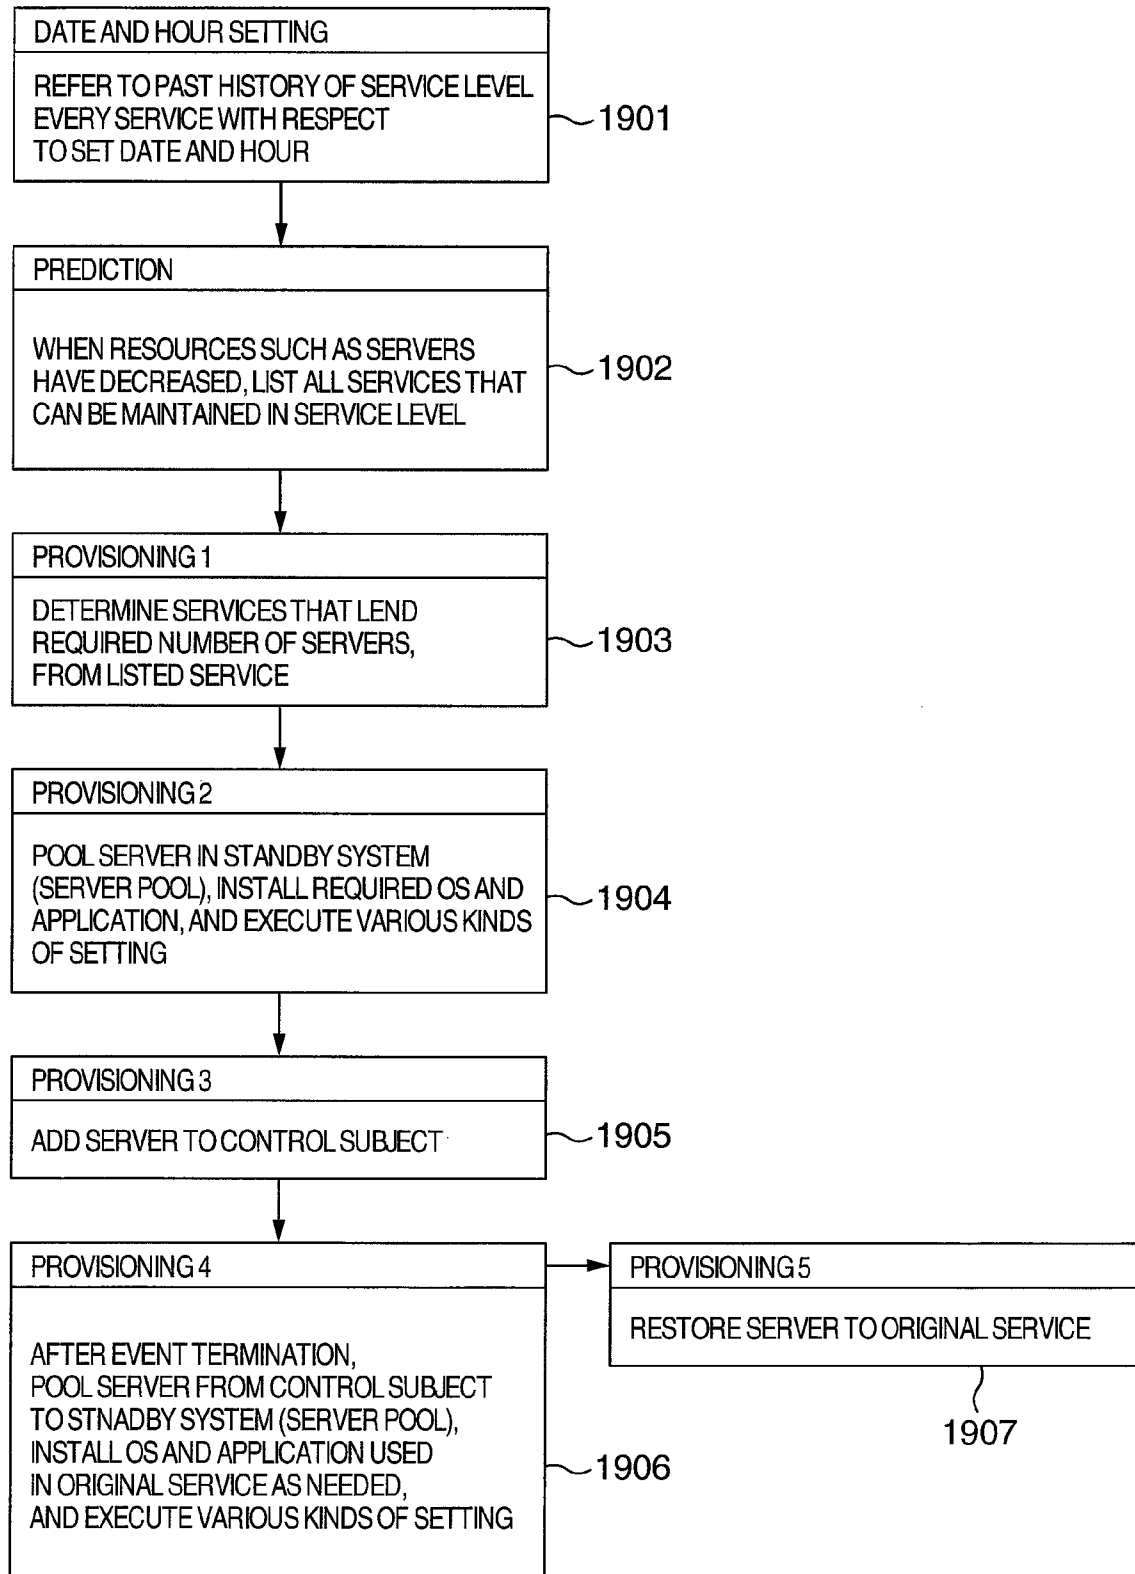 DATE AND HOUR SETTING
REFER TO PAST HISTORY OF SERVICE LEVEL
EVERY SERVICE WITH RESPECT
TO SET DATE AND HOUR
1901
PREDICTION
WHEN RESOURCES SUCH AS SERVERS
HAVE DECREASED, LIST ALL SERVICES THAT
CAN BE MAINTAINED IN SERVICE LEVEL
1902
PROVISIONING 1
DETERMINE SERVICES THAT LEND
REQUIRED NUMBER OF SERVERS,
FROM LISTED SERVICE
1903
PROVISIONING 2
POOL SERVER IN STANDBY SYSTEM
(SERVER POOL), INSTALL REQUIRED OS AND
APPLICATION, AND EXECUTE VARIOUS KINDS
OF SETTING
1904
PROVISIONING 3
ADD SERVER TO CONTROL SUBJECT
1905
PROVISIONING 4
AFTER EVENT TERMINATION,
POOL SERVER FROM CONTROL SUBJECT
TO STNADBY SYSTEM (SERVER POOL),
INSTALL OS AND APPLICATION USED
IN ORIGINAL SERVICE AS NEEDED,
AND EXECUTE VARIOUS KINDS OF SETTING
1906
PROVISIONING 5
RESTORE SERVER TO ORIGINAL SERVICE
1907